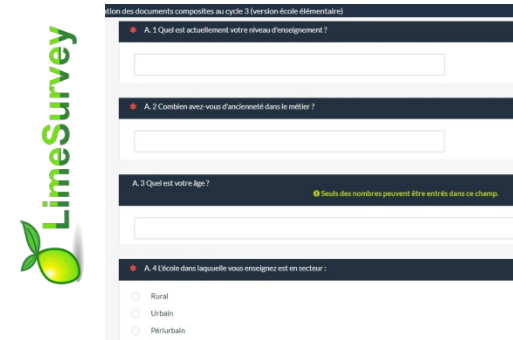 LimeSurvey
tion des documents composites au cycle 3 (version école élémentaire)
* A. 1 Quel est actuellement votre niveau d'enseignement ?
* A. 2 Combien avez-vous d'ancienneté dans le métier ?
A. 3 Quel est votre âge ?
Seuls des nombres peuvent être entrés dans ce champ.
* A. 4 L'école dans laquuelle vous enseignez est en secteur :
Rural
Urbain
Périurbain